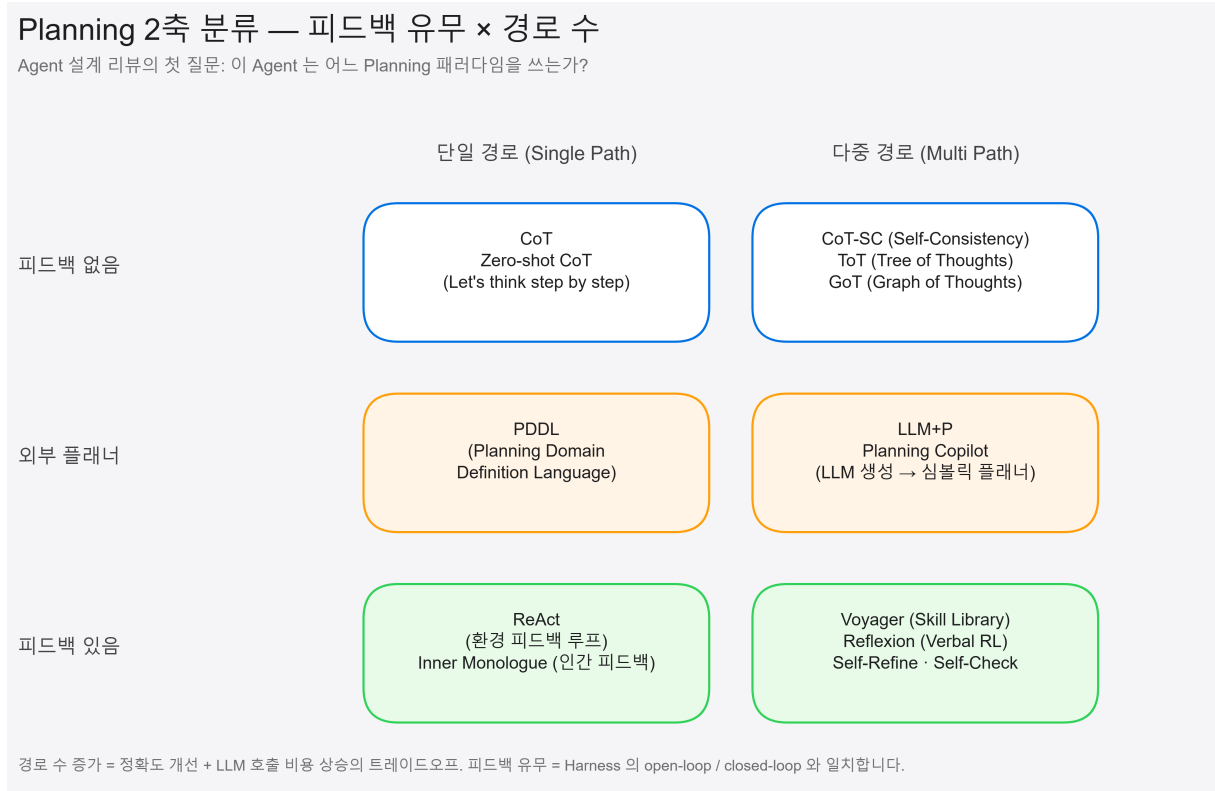 Planning 2축 분류 — 피드백 유무 × 경로 수
Agent 설계 리뷰의 첫 질문: 이 Agent 는 어느 Planning 패러다임을 쓰는가?
단일 경로 (Single Path)
다중 경로 (Multi Path)
피드백 없음
CoT
Zero-shot CoT
(Let's think step by step)
CoT-SC (Self-Consistency)
ToT (Tree of Thoughts)
GoT (Graph of Thoughts)
외부 플래너
PDDL
(Planning Domain
Definition Language)
LLM+P
Planning Copilot
(LLM 생성 → 심볼릭 플래너)
피드백 있음
ReAct
(환경 피드백 루프)
Inner Monologue (인간 피드백)
Voyager (Skill Library)
Reflexion (Verbal RL)
Self-Refine · Self-Check
경로 수 증가 = 정확도 개선 + LLM 호출 비용 상승의 트레이드오프. 피드백 유무 = Harness 의 open-loop / closed-loop 와 일치합니다.